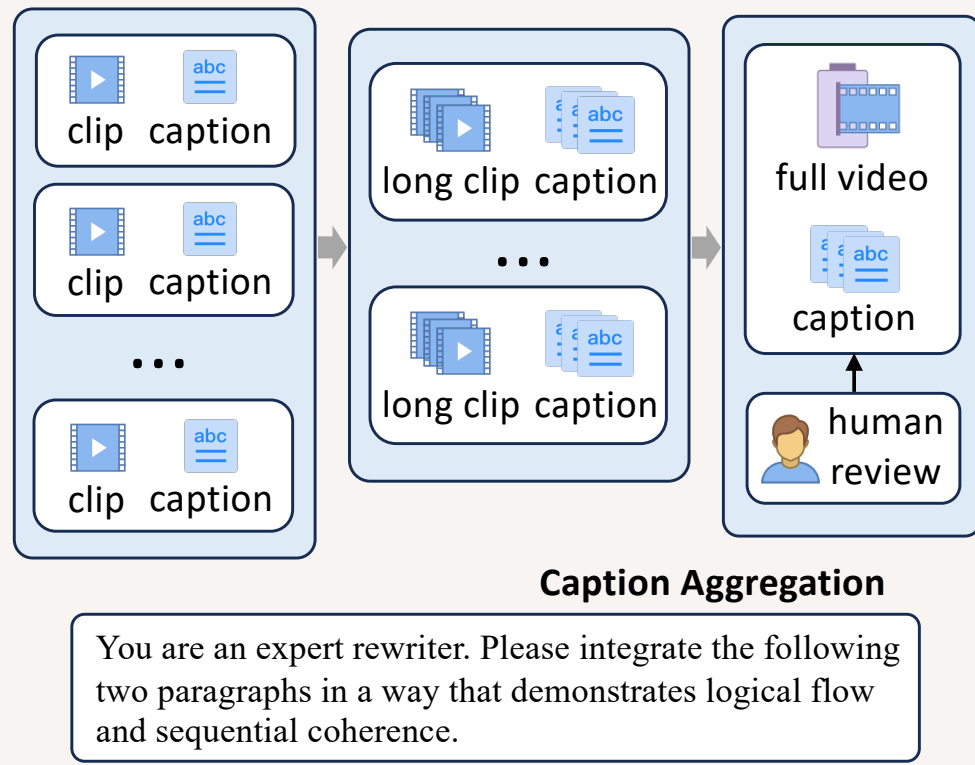 abc
clip caption
abc
clip caption
...
abc
clip caption
abc
long clip caption
...
abc
long clip caption
full video
abc
caption
human
review
Caption Aggregation
You are an expert rewriter. Please integrate the following
two paragraphs in a way that demonstrates logical flow
and sequential coherence.